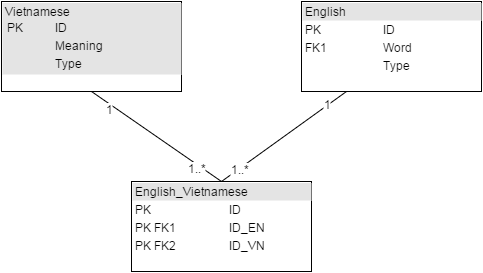 Vietnamese
PK ID
Meaning
Type
English
PK ID
FK1 Word
Type
1
1
1..*
1..*
English_Vietnamese
PK ID
PK FK1 ID_EN
PK FK2 ID_VN